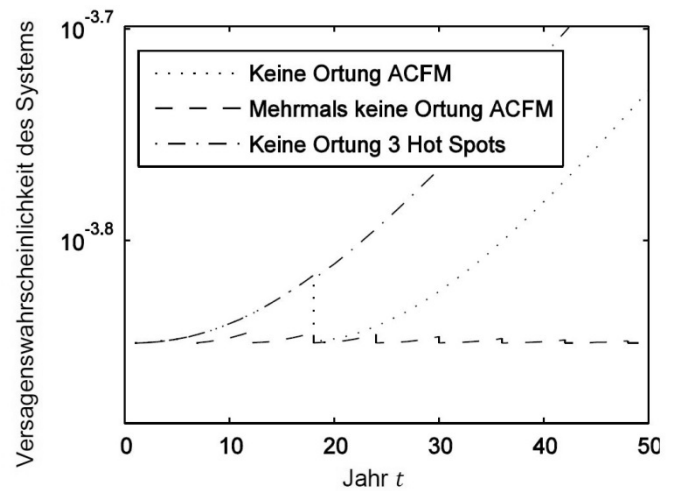 10^-3.7
Keine Ortung ACFM
Mehrmals keine Ortung ACFM
Keine Ortung 3 Hot Spots
Versagenswahrscheinlichkeit des Systems
10^-3.8
0 10 20 30 40 50
Jahr t